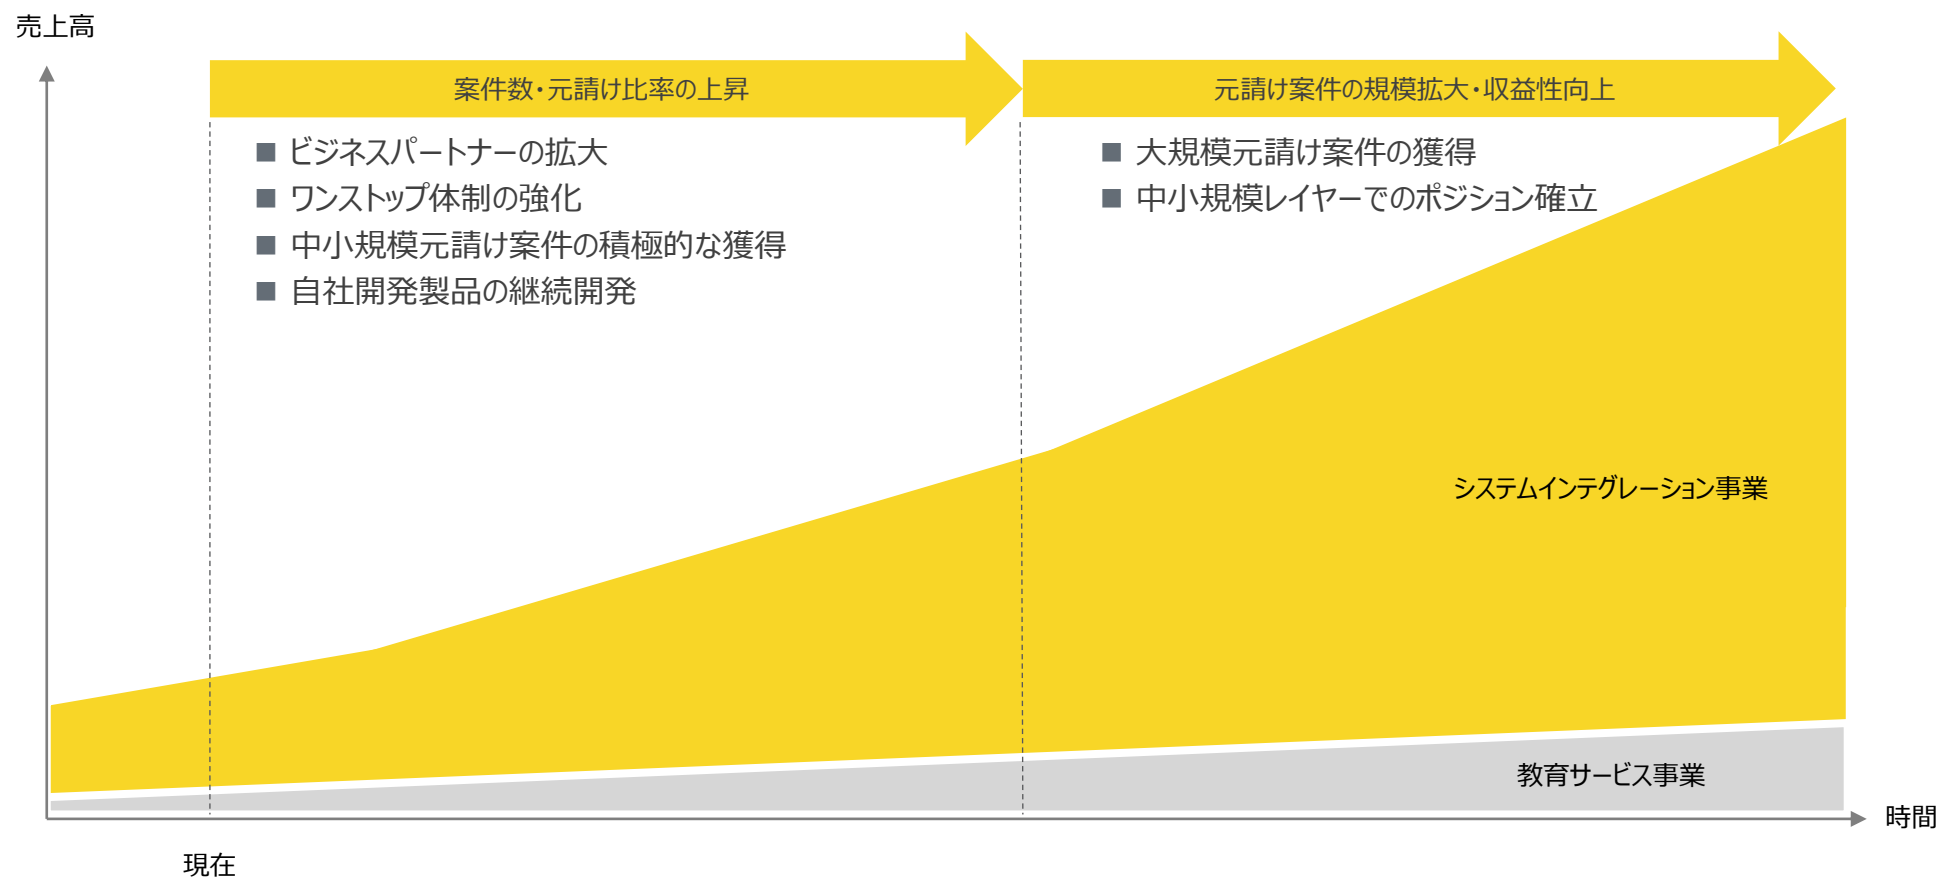 売上高
案件数・元請け比率の上昇
元請け案件の規模拡大・収益性向上
■ ビジネスパートナーの拡大
■ ワンストップ体制の強化
■ 中小規模元請け案件の積極的な獲得
■ 自社開発製品の継続開発
■ 大規模元請け案件の獲得
■ 中小規模レイヤーでのポジション確立
システムインテグレーション事業
教育サービス事業
時間
現在